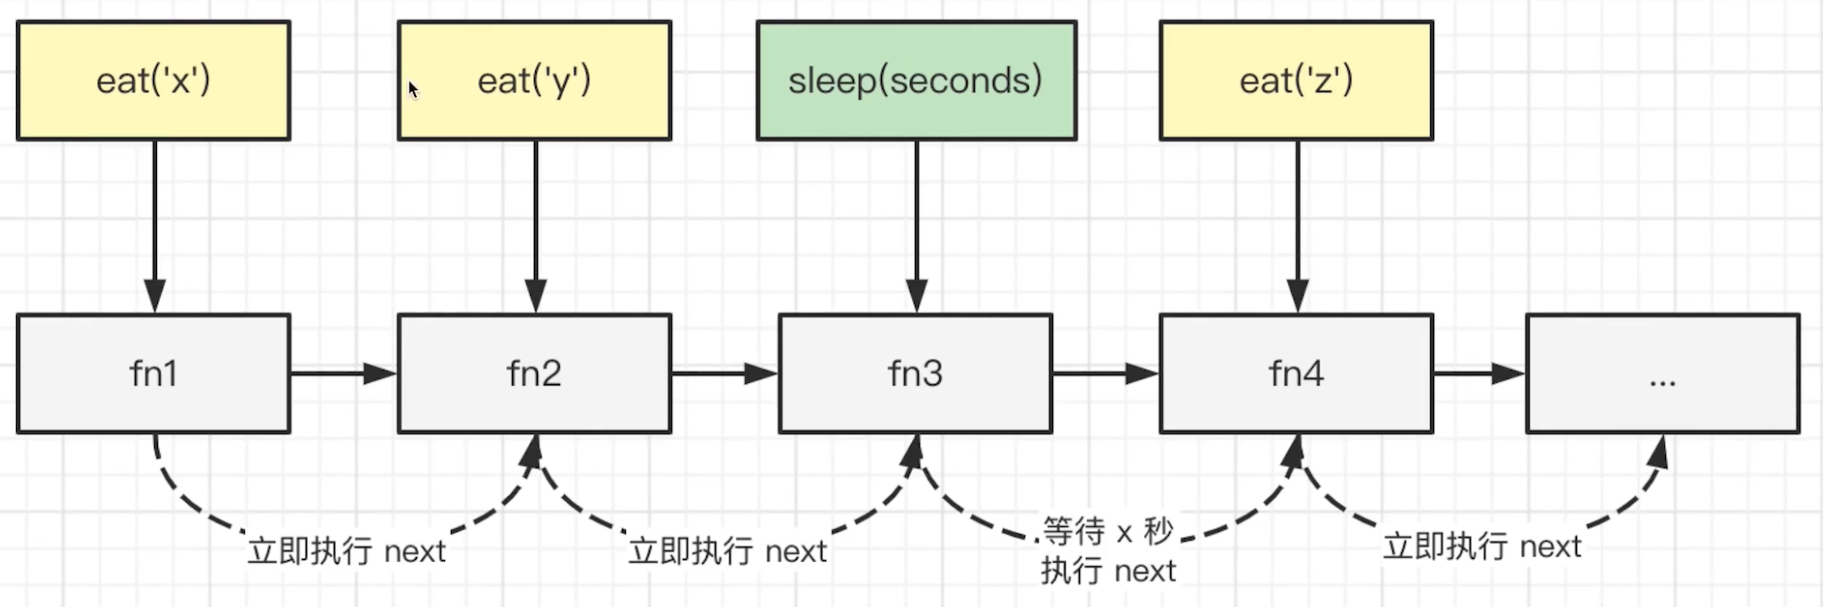 eat('x')
eat('y')
sleep(seconds)
eat('z')
fn1
fn2
fn3
fn4
...
立即执行 next
立即执行 next
等待 x 秒
执行 next
立即执行 next